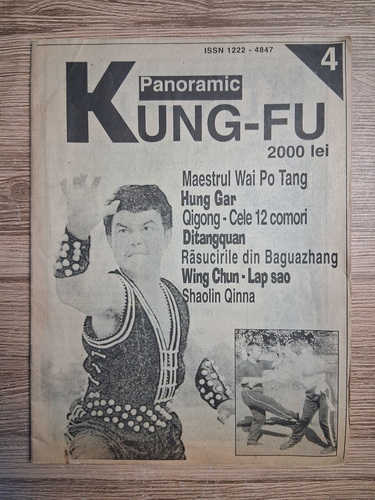 ISSN 1222 - 4847
4
Panoramic
KUNG-FU
2000 lei
Maestrul Wai Po Tang
Hung Gar
Qigong - Cele 12 comori
Ditangquan
Răsucirile din Baguazhang
Wing Chun - Lap sao
Shaolin Qinna